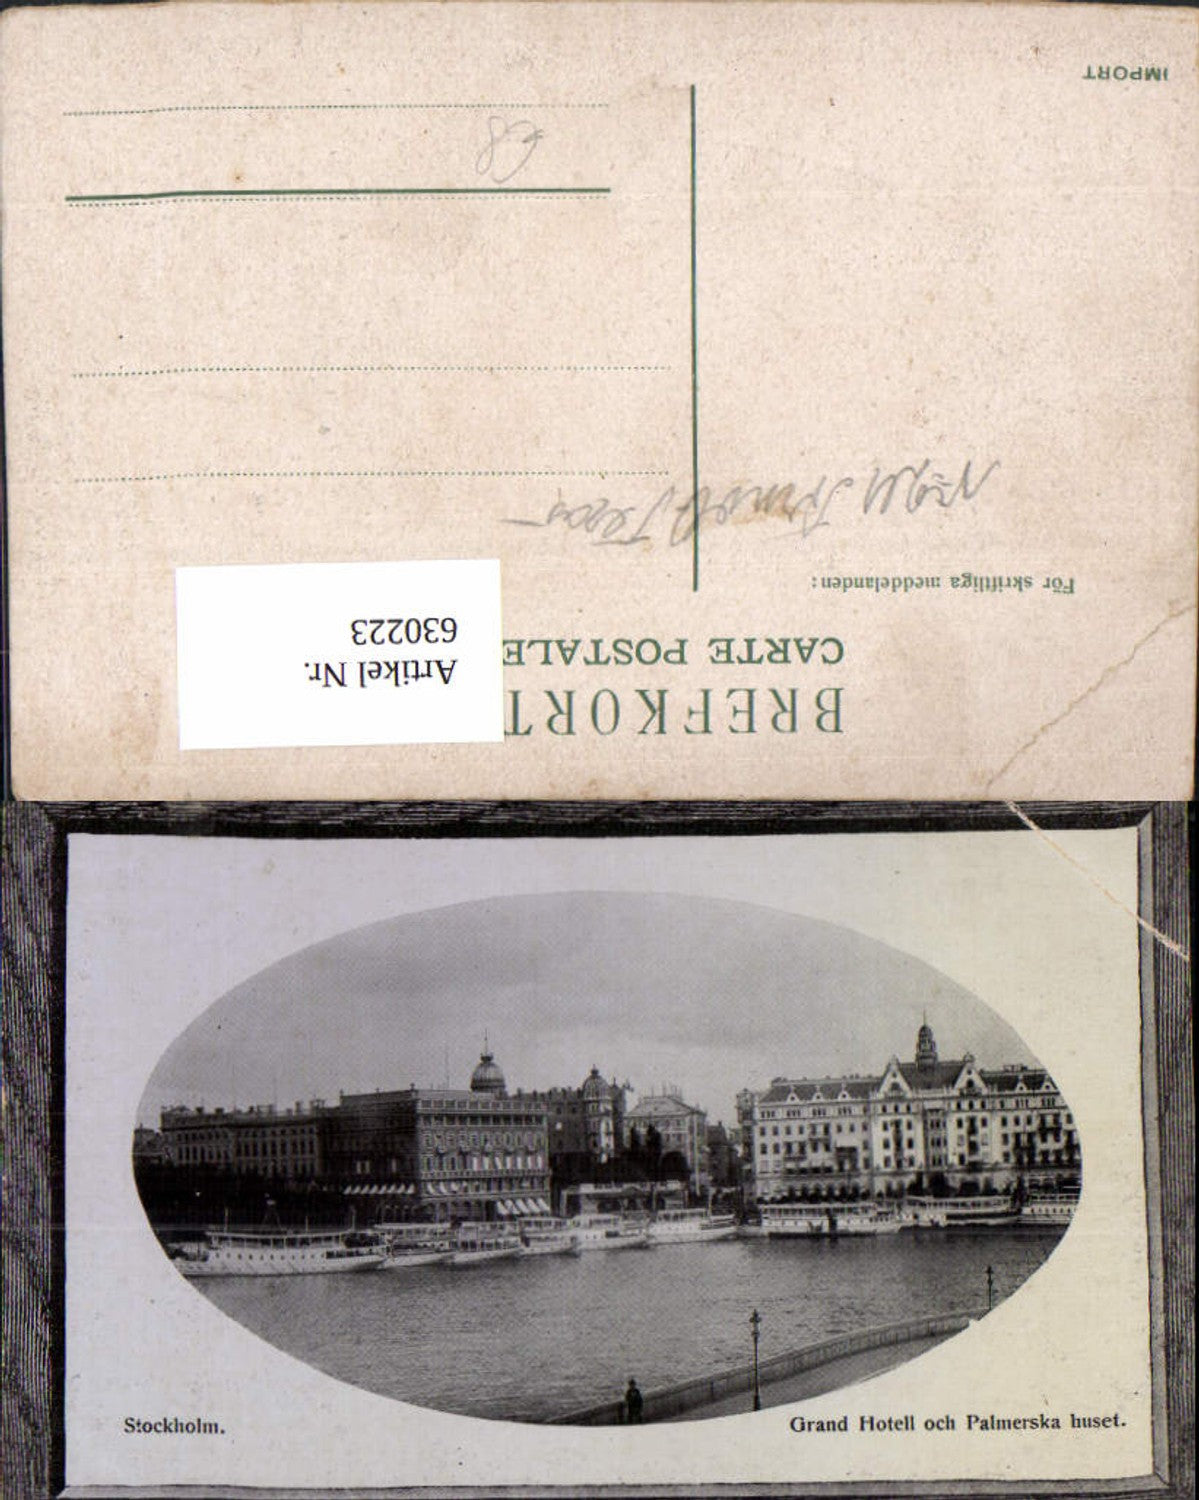 BREFKORT
CARTE POSTALE
Artikel Nr.
630223
För skriftliga meddelanden:
IMPORT
Stockholm.
Grand Hotell och Palmerska huset.